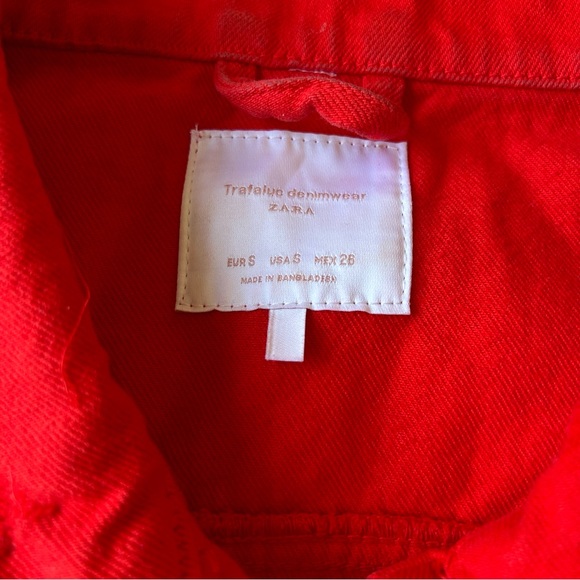 Trafaluc denimwear
ZARA
EUR S USA S MEX 26
MADE IN BANGLADESH